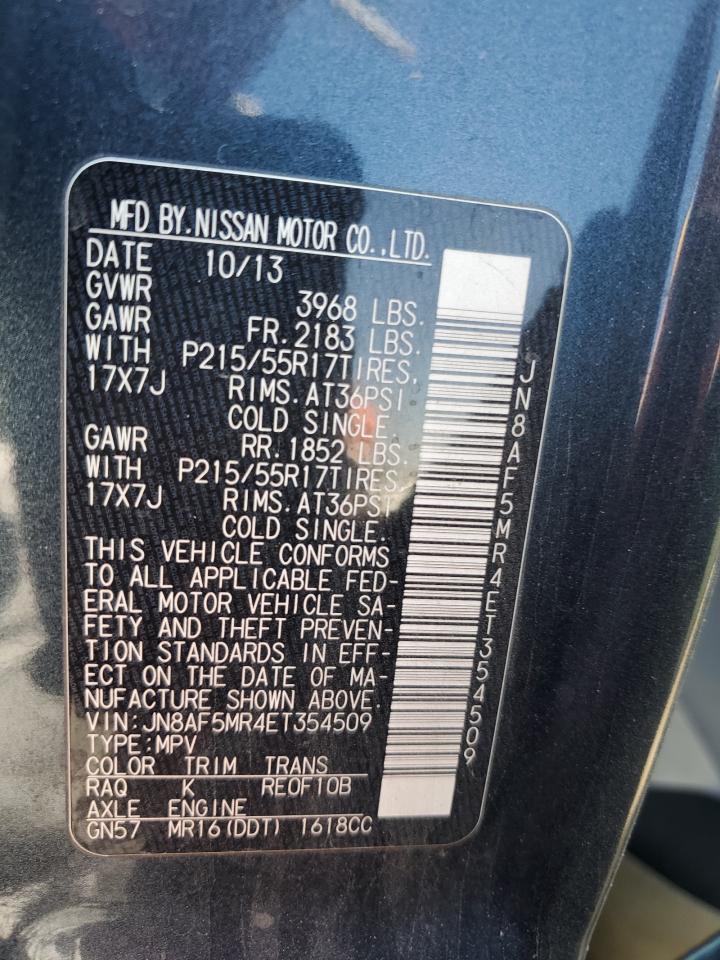 MFD BY.NISSAN MOTOR CO.,LTD.
DATE 10/13
GVWR 3968 LBS.
GAWR FR.2183 LBS.
WITH P215/55R17TIRES,
17X7J RIMS.AT36PSI
COLD SINGLE.
GAWR RR.1852 LBS.
WITH P215/55R17TIRES,
17X7J RIMS.AT36PSI
COLD SINGLE.
THIS VEHICLE CONFORMS
TO ALL APPLICABLE FED-
ERAL MOTOR VEHICLE SA-
FETY AND THEFT PREVEN-
TION STANDARDS IN EFF-
ECT ON THE DATE OF MA-
NUFACTURE SHOWN ABOVE.
VIN:JN8AF5MR4ET354509
TYPE:MPV
COLOR TRIM TRANS
RAQ K RE0F10B
AXLE ENGINE
GN57 MR16(DDT) 1618CC
JN8AF5MR4ET354509